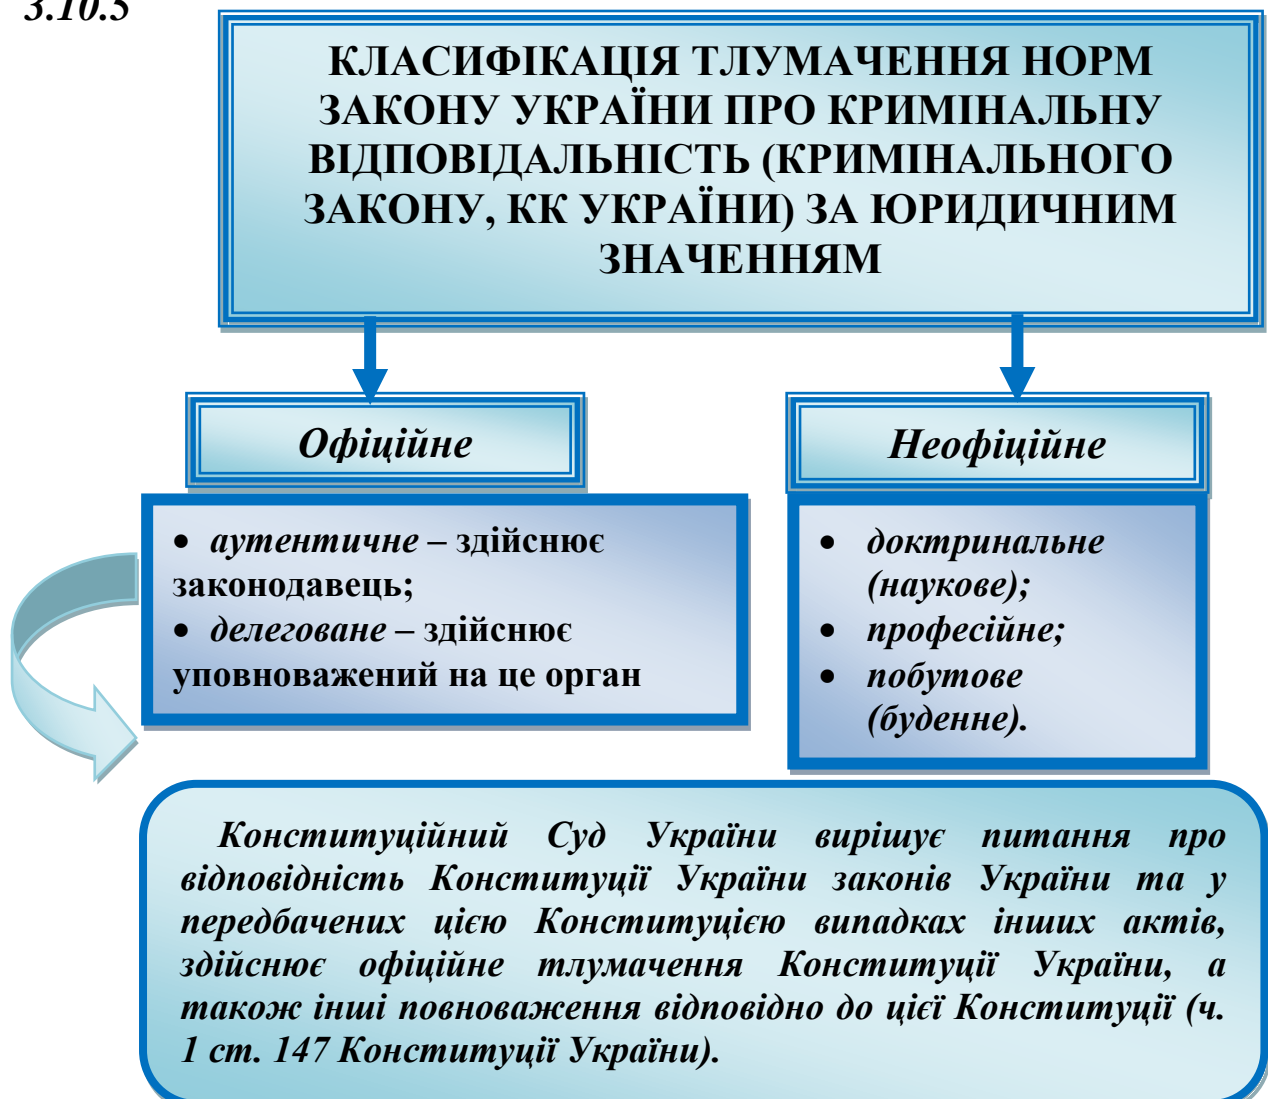 3.10.5
КЛАСИФІКАЦІЯ ТЛУМАЧЕННЯ НОРМ
ЗАКОНУ УКРАЇНИ ПРО КРИМІНАЛЬНУ
ВІДПОВІДАЛЬНІСТЬ (КРИМІНАЛЬНОГО
ЗАКОНУ, КК УКРАЇНИ) ЗА ЮРИДИЧНИМ
ЗНАЧЕННЯМ
Офіційне
• аутентичне – здійснює
законодавець;
• делеговане – здійснює
уповноважений на це орган
Неофіційне
• доктринальне
(наукове);
• професійне;
• побутове
(буденне).
Конституційний Суд України вирішує питання про
відповідність Конституції України законів України та у
передбачених цією Конституцією випадках інших актів,
здійснює офіційне тлумачення Конституції України, а
також інші повноваження відповідно до цієї Конституції (ч.
1 ст. 147 Конституції України).